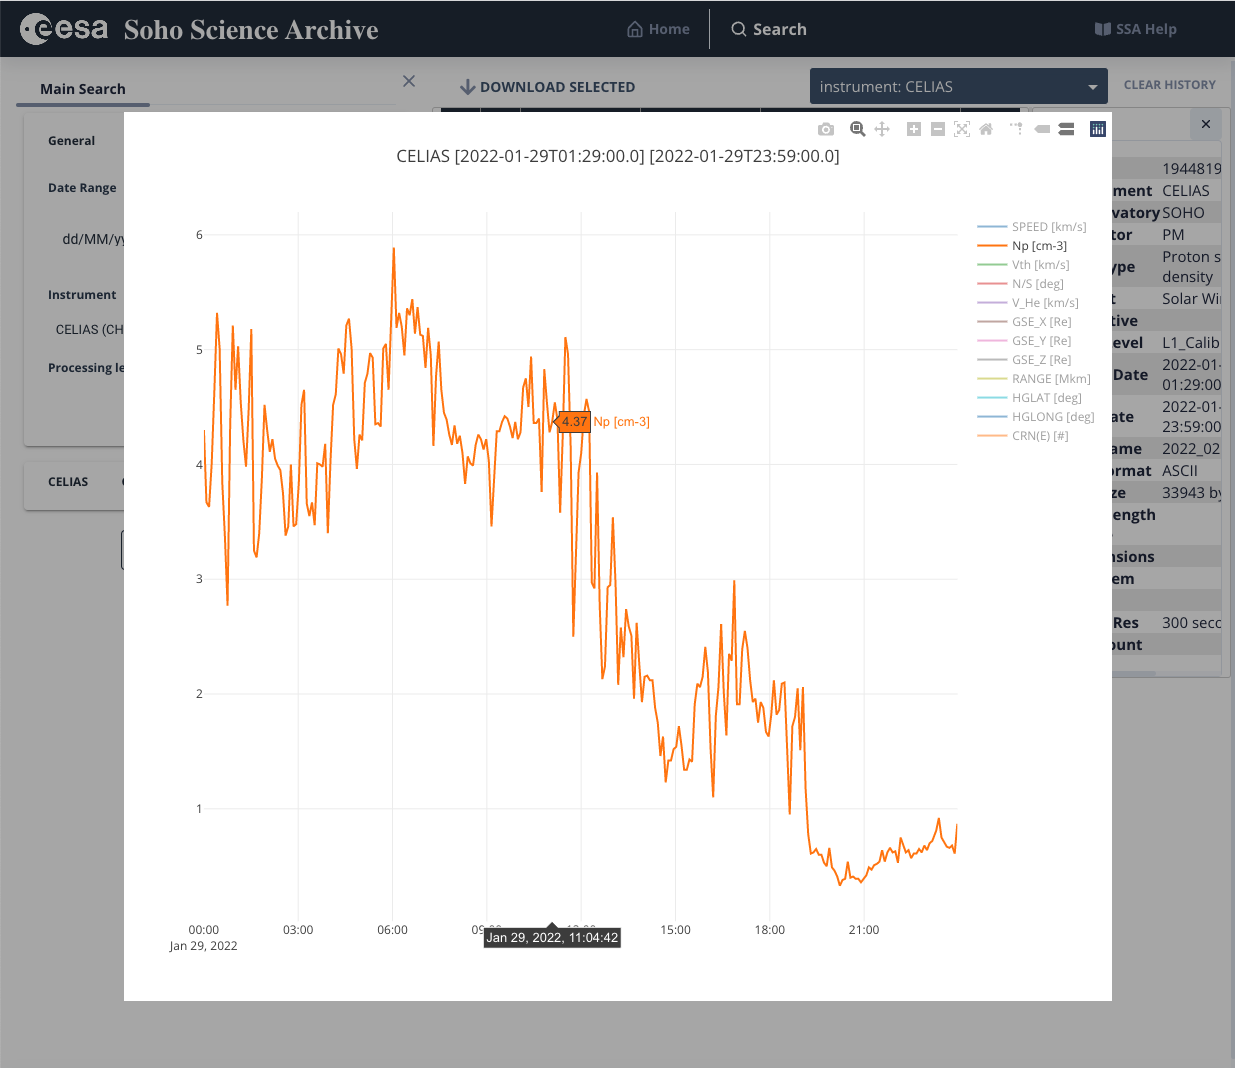 esa Soho Science Archive
Home
Search
SSA Help
Main Search
DOWNLOAD SELECTED
instrument: CELIAS
CLEAR HISTORY
General
Date Range
dd/MM/yy
Instrument
CELIAS (CH
Processing le
CELIAS
CELIAS [2022-01-29T01:29:00.0] [2022-01-29T23:59:00.0]
6
5
4
3
2
1
00:00
03:00
06:00
15:00
18:00
21:00
Jan 29, 2022
Jan 29, 2022, 11:04:42
4.37
Np [cm-3]
SPEED [km/s]
Np [cm-3]
Vth [km/s]
N/S [deg]
V_He [km/s]
GSE_X [Re]
GSE_Y [Re]
GSE_Z [Re]
RANGE [Mkm]
HGLAT [deg]
HGLONG [deg]
CRN(E) [#]
1944819
ment CELIAS
vatory SOHO
tor PM
ype Proton s
density
t Solar Wi
tive
evel L1_Calib
Date 2022-01-
01:29:00
ate 2022-01-
23:59:00
ame 2022_02
ormat ASCII
ze 33943 by
ength
nsions
em
Res 300 seco
ount